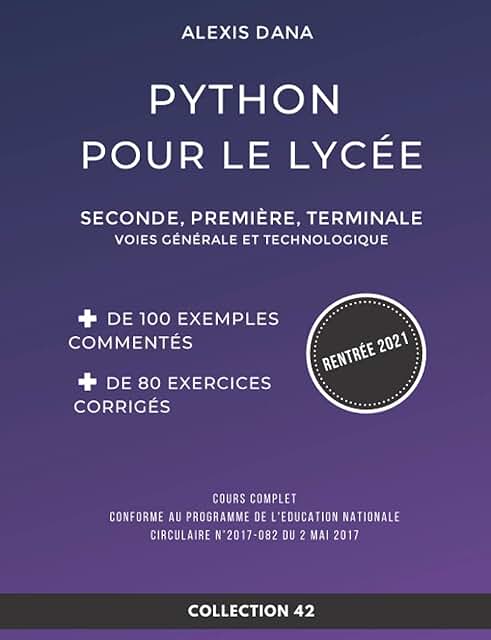 ALEXIS DANA
PYTHON
POUR LE LYCÉE
SECONDE, PREMIÈRE, TERMINALE
VOIES GÉNÉRALE ET TECHNOLOGIQUE
+ DE 100 EXEMPLES
COMMENTÉS
+ DE 80 EXERCICES
CORRIGÉS
RENTRÉE 2021
COURS COMPLET
CONFORME AU PROGRAMME DE L'EDUCATION NATIONALE
CIRCULAIRE N°2017-082 DU 2 MAI 2017
COLLECTION 42